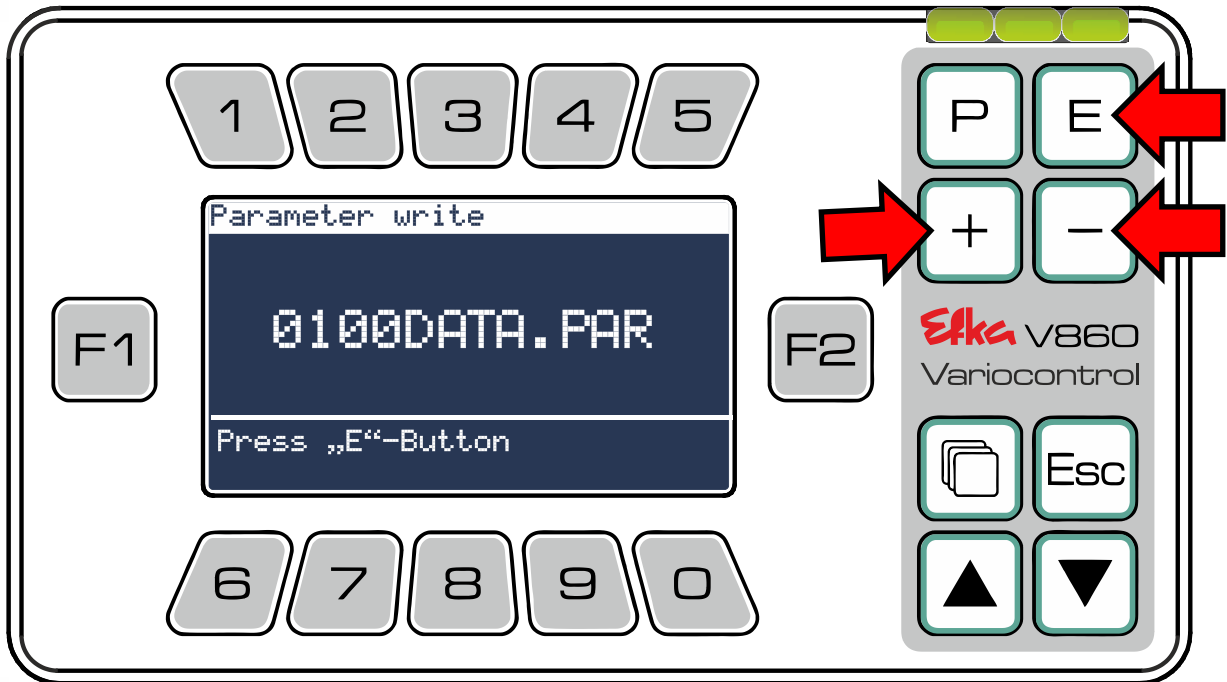 1 2 3 4 5
P E
Parameter write
+ -
0100DATA.PAR
F1 F2
Efka V860
Variocontrol
Press „E“-Button
Esc
6 7 8 9 0